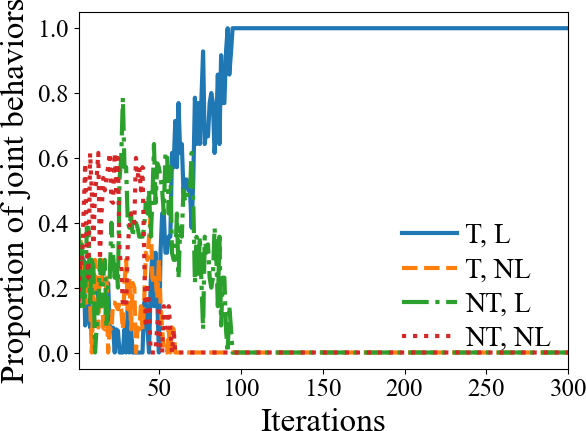 Proportion of joint behaviors
1.0
0.8
0.6
0.4
0.2
0.0
T, L
T, NL
NT, L
NT, NL
50 100 150 200 250 300
Iterations